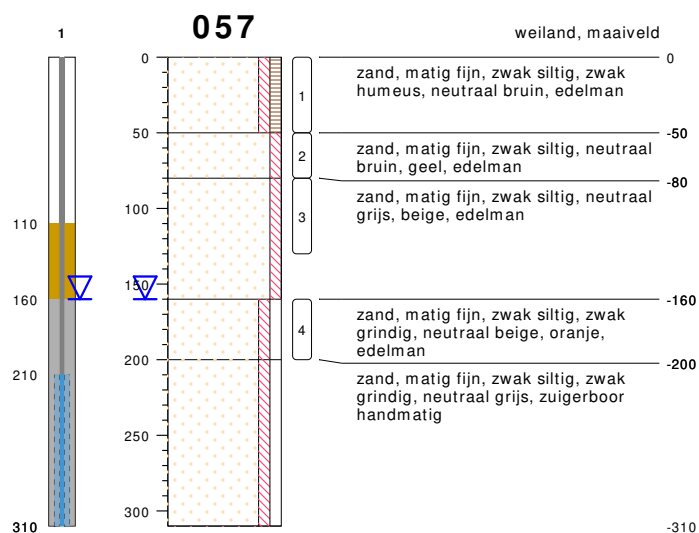 057
1
weiland, maaiveld
0
0
zand, matig fijn, zwak siltig, zwak
humeus, neutraal bruin, edelman
1
50
-50
zand, matig fijn, zwak siltig, neutraal
bruin, geel, edelman
2
-80
zand, matig fijn, zwak siltig, neutraal
grijs, beige, edelman
3
100
110
150
160
-160
zand, matig fijn, zwak siltig, zwak
grindig, neutraal beige, oranje,
edelman
4
200
-200
zand, matig fijn, zwak siltig, zwak
grindig, neutraal grijs, zuigerboor
handmatig
210
250
300
310
-310